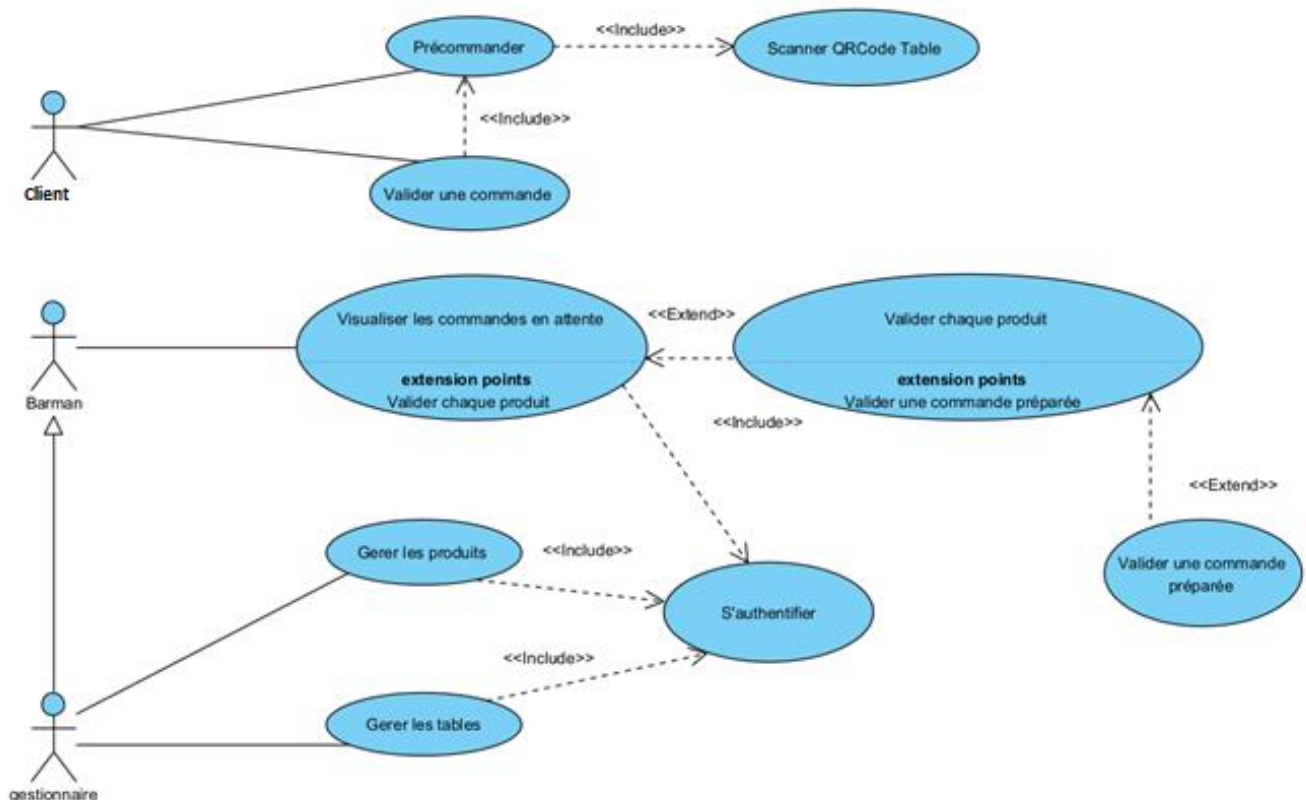 Précommander
<<Include>>
Scanner QRCode Table
<<Include>>
Client
Valider une commande
Visualiser les commandes en attente
extension points
Valider chaque produit
<<Extend>>
Valider chaque produit
extension points
Valider une commande préparée
Barman
<<Include>>
<<Extend>>
Gerer les produits
<<Include>>
Valider une commande
préparée
S'authentifier
<<Include>>
Gerer les tables
gestionnaire